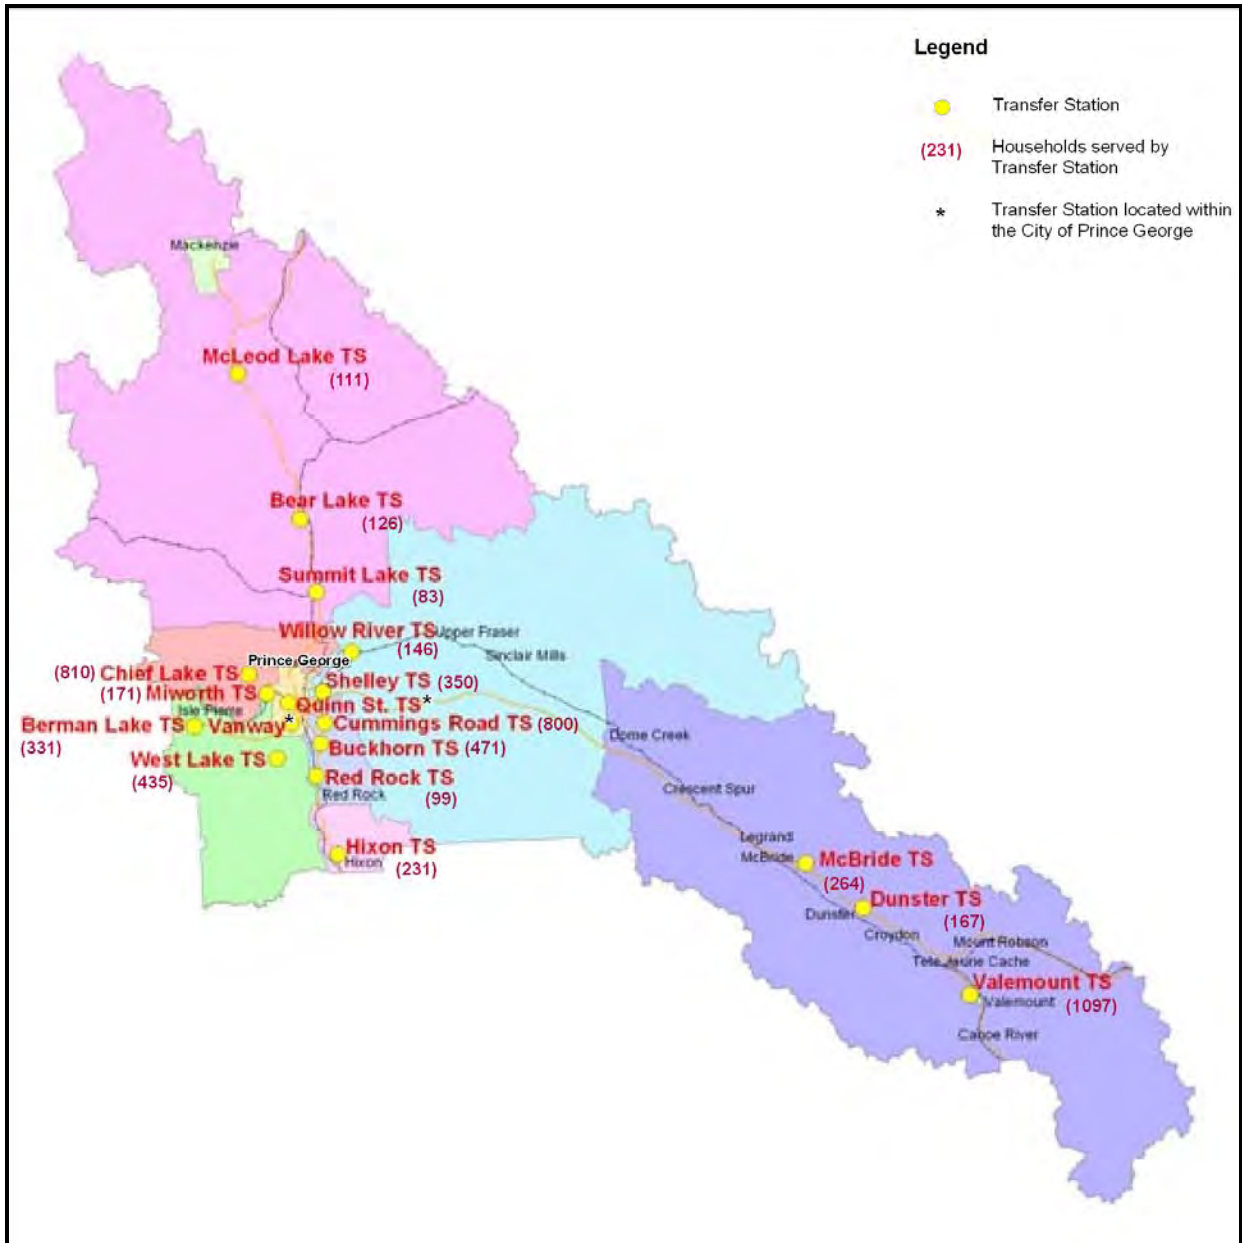 Legend
Transfer Station
(231) Households served by
Transfer Station
* Transfer Station located within
the City of Prince George
Mackenzie
McLeod Lake TS
(111)
Bear Lake TS
(126)
Summit Lake TS
(83)
Willow River TS
(146)
Upper Fraser
Sinclair Mills
Prince George
(810) Chief Lake TS
(171) Miworth TS
Shelley TS (350)
Isle Pierre
Quinn St. TS*
Berman Lake TS
(331)
Vanway*
Cummings Road TS (800)
Buckhorn TS (471)
West Lake TS
(435)
Red Rock TS
(99)
Red Rock
Hixon TS
(231)
Hixon
Dome Creek
Crescent Spur
Legrand
McBride
McBride TS
(264)
Dunster TS
(167)
Dunster
Croydon
Mount Robson
Tete Jaune Cache
Valemount TS
(1097)
Valemount
Canoe River